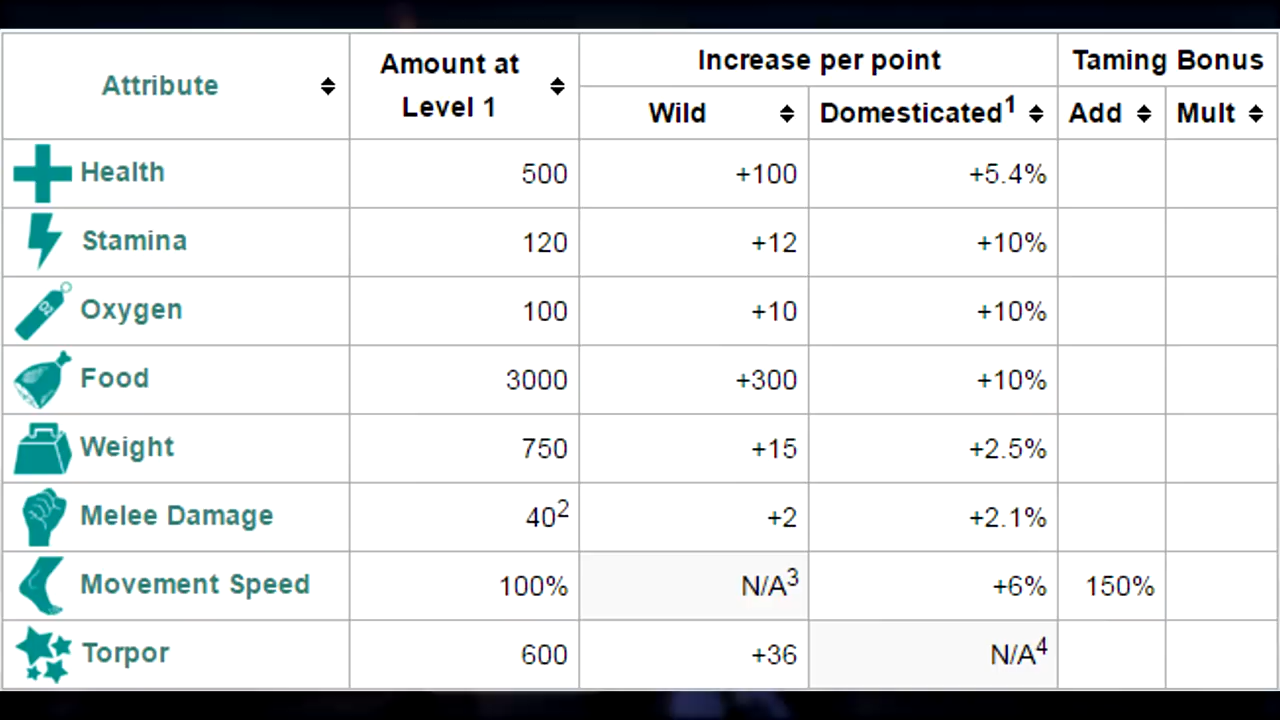 Attribute Amount at Level 1 Increase per point Taming Bonus
Wild Domesticated¹ Add Mult
Health 500 +100 +5.4%
Stamina 120 +12 +10%
O2 Oxygen 100 +10 +10%
Food 3000 +300 +10%
Weight 750 +15 +2.5%
Melee Damage 40² +2 +2.1%
Movement Speed 100% N/A³ +6% 150%
Torpor 600 +36 N/A⁴